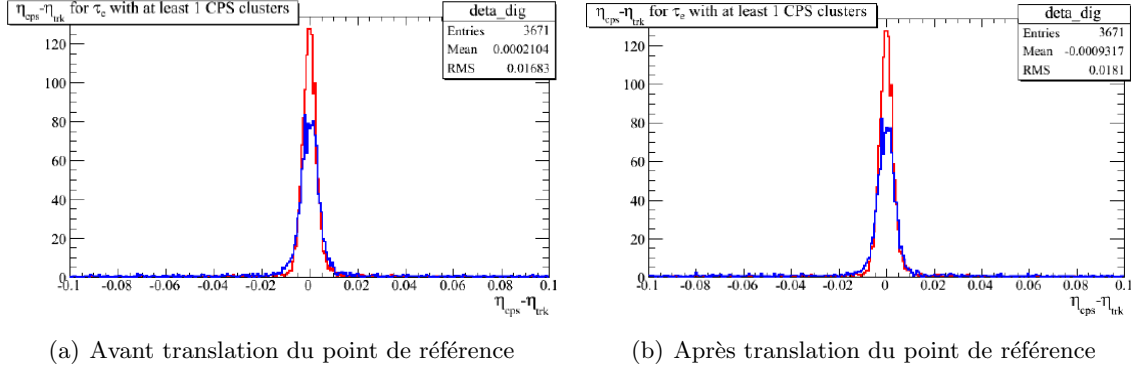 η_cps-η_trk for τ_e with at least 1 CPS clusters
deta_dig
Entries 3671
Mean 0.0002104
RMS 0.01683
120
100
80
60
40
20
0
-0.1 -0.08 -0.06 -0.04 -0.02 0 0.02 0.04 0.06 0.08 0.1
η_cps-η_trk
(a) Avant translation du point de référence
η_cps-η_trk for τ_e with at least 1 CPS clusters
deta_dig
Entries 3671
Mean -0.0009317
RMS 0.0181
120
100
80
60
40
20
0
-0.1 -0.08 -0.06 -0.04 -0.02 0 0.02 0.04 0.06 0.08 0.1
η_cps-η_trk
(b) Après translation du point de référence